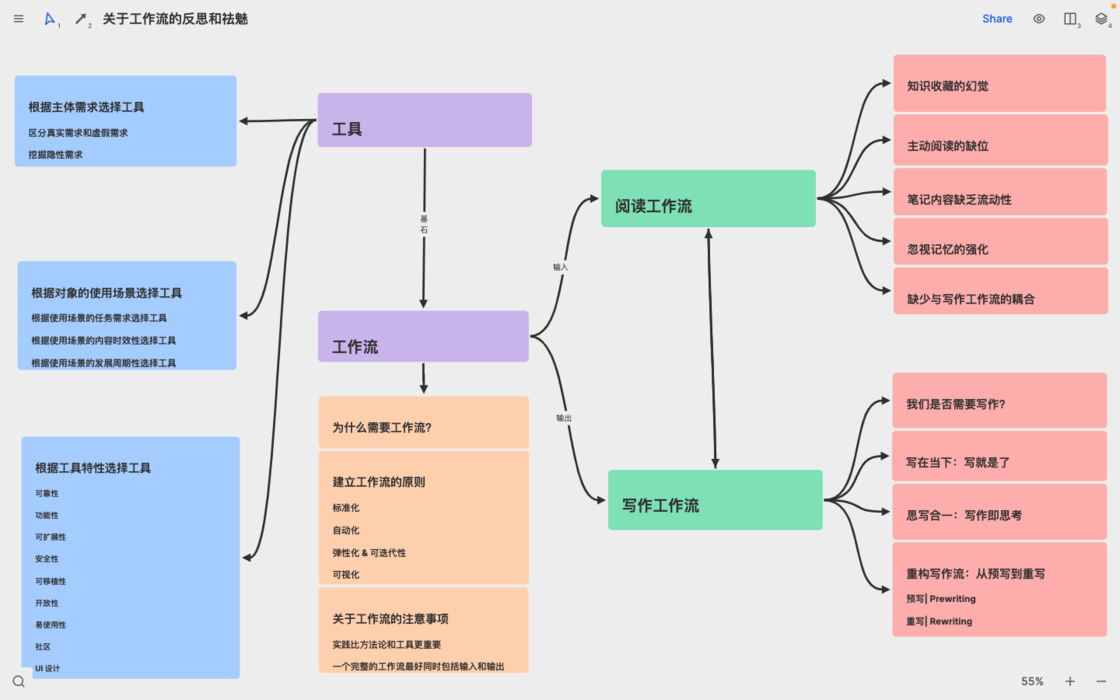 1
2
关于工作流的反思和祛魅
Share
3
4
根据主体需求选择工具
区分真实需求和虚假需求
挖掘隐性需求
根据对象的使用场景选择工具
根据使用场景的任务需求选择工具
根据使用场景的内容时效性选择工具
根据使用场景的发展周期性选择工具
根据工具特性选择工具
可靠性
功能性
可扩展性
安全性
可移植性
开放性
易使用性
社区
UI 设计
工具
基
石
工作流
为什么需要工作流?
建立工作流的原则
标准化
自动化
弹性化 & 可迭代性
可视化
关于工作流的注意事项
实践比方法论和工具更重要
一个完整的工作流最好同时包括输入和输出
输入
输出
阅读工作流
写作工作流
知识收藏的幻觉
主动阅读的缺位
笔记内容缺乏流动性
忽视记忆的强化
缺少与写作工作流的耦合
我们是否需要写作?
写在当下：写就是了
思写合一：写作即思考
重构写作流：从预写到重写
预写| Prewriting
重写| Rewriting
55%